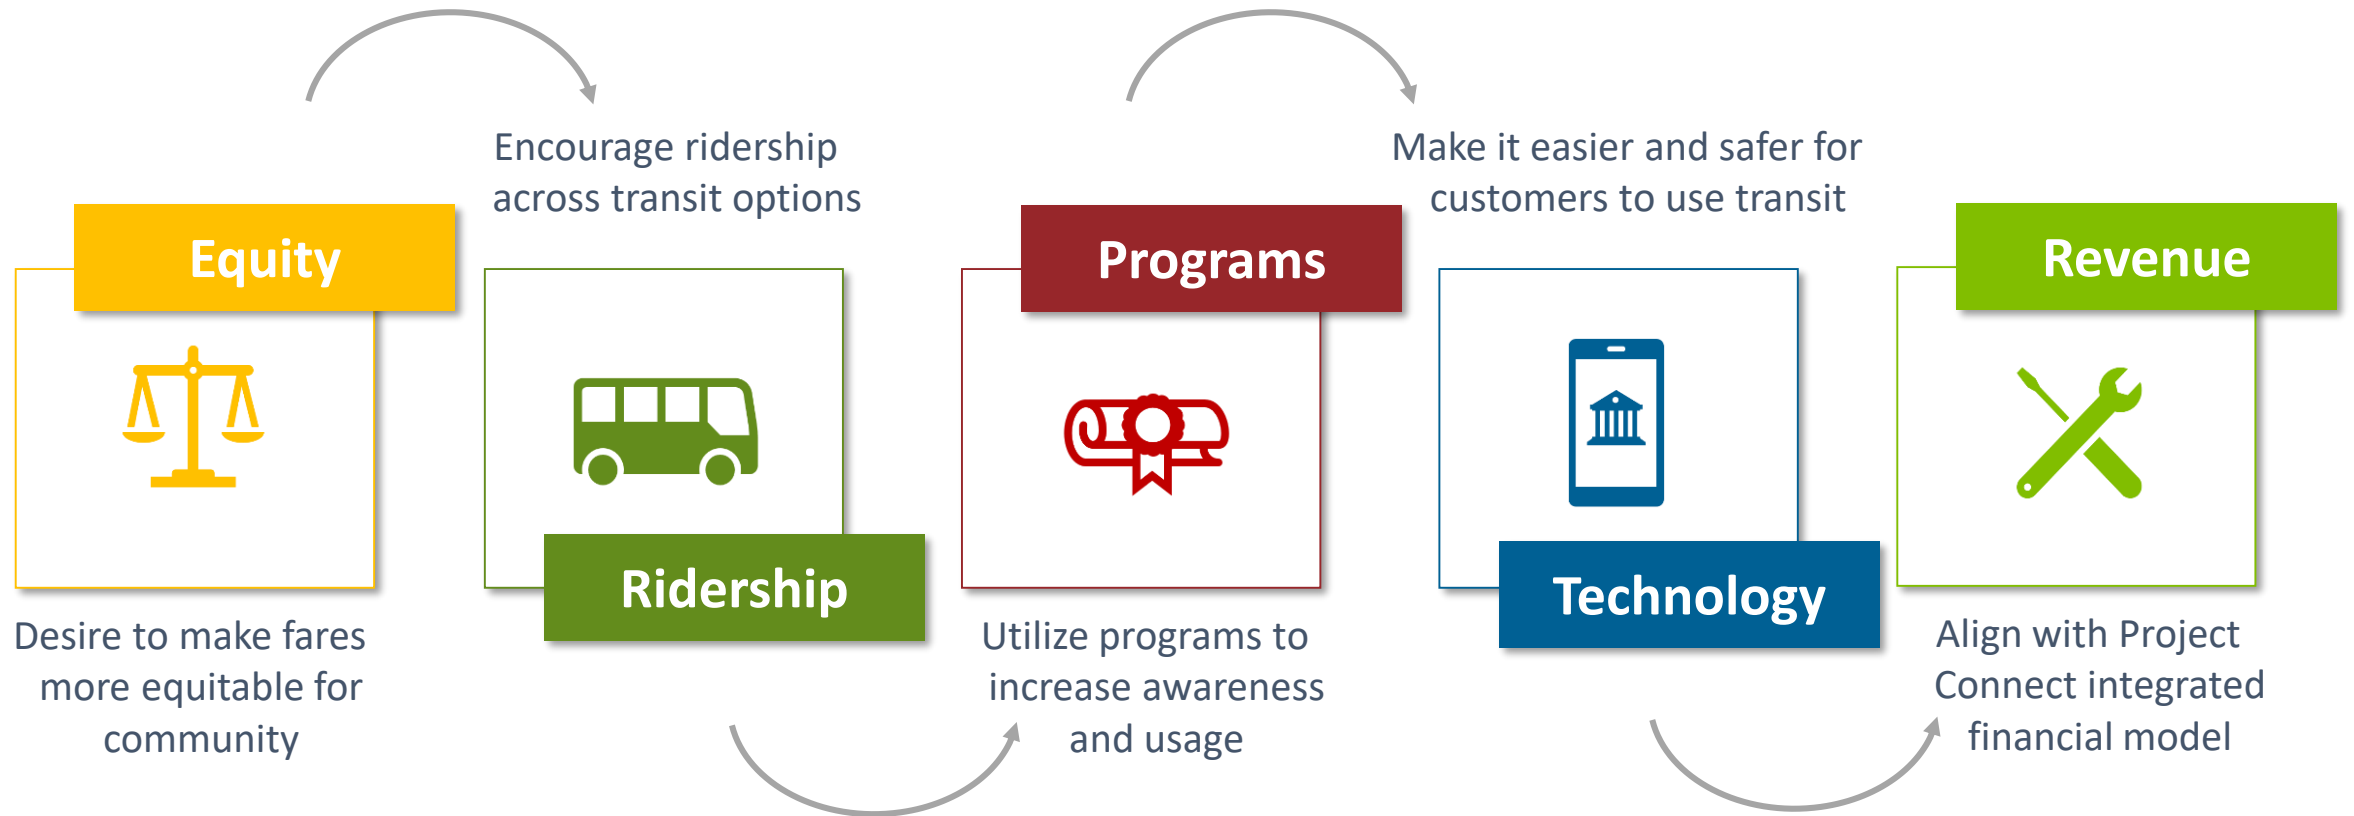 Equity
Desire to make fares
more equitable for
community
Encourage ridership
across transit options
Ridership
Programs
Utilize programs to
increase awareness
and usage
Make it easier and safer for
customers to use transit
Technology
Revenue
Align with Project
Connect integrated
financial model